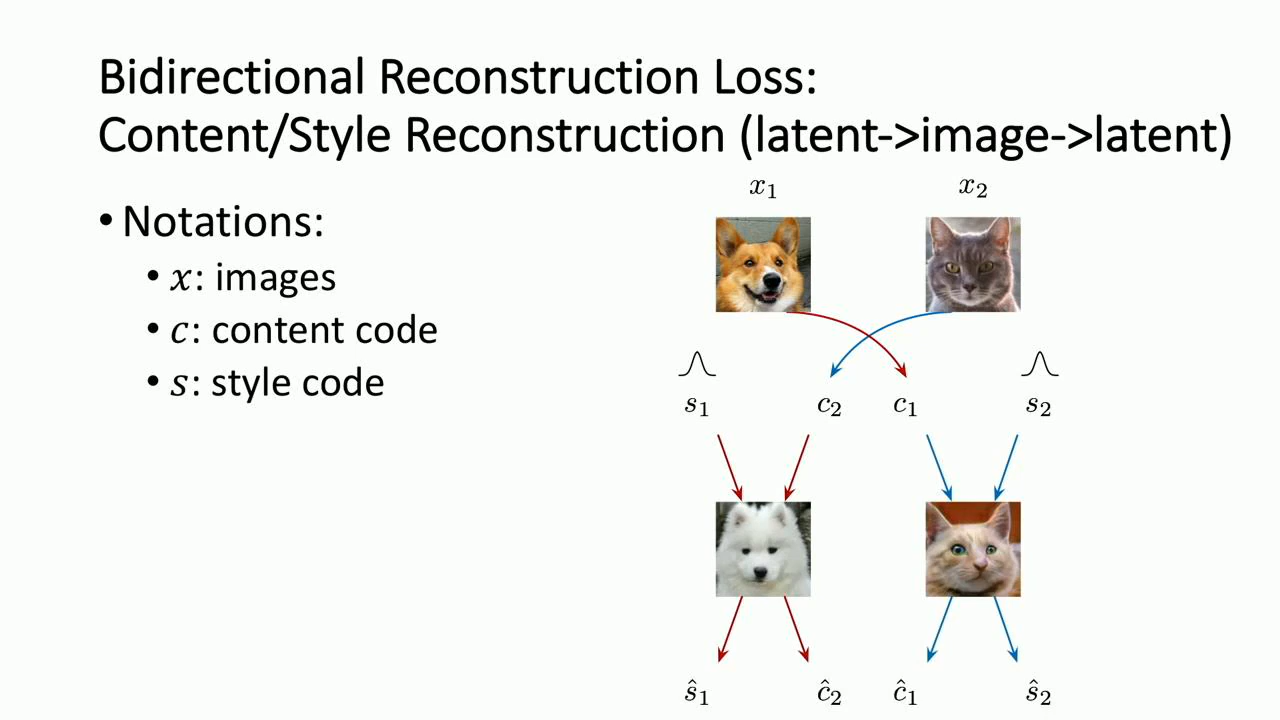 Bidirectional Reconstruction Loss:
Content/Style Reconstruction (latent->image->latent)
• Notations:
• x: images
• c: content code
• s: style code
x₁ x₂
s₁ c₂ c₁ s₂
ŝ₁ ĉ₂ ĉ₁ ŝ₂